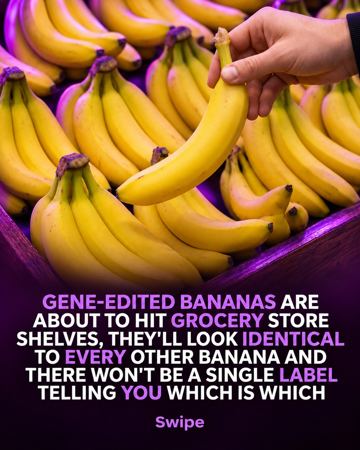 GENE-EDITED BANANAS ARE
ABOUT TO HIT GROCERY STORE
SHELVES, THEY'LL LOOK IDENTICAL
TO EVERY OTHER BANANA AND
THERE WON'T BE A SINGLE LABEL
TELLING YOU WHICH IS WHICH
Swipe